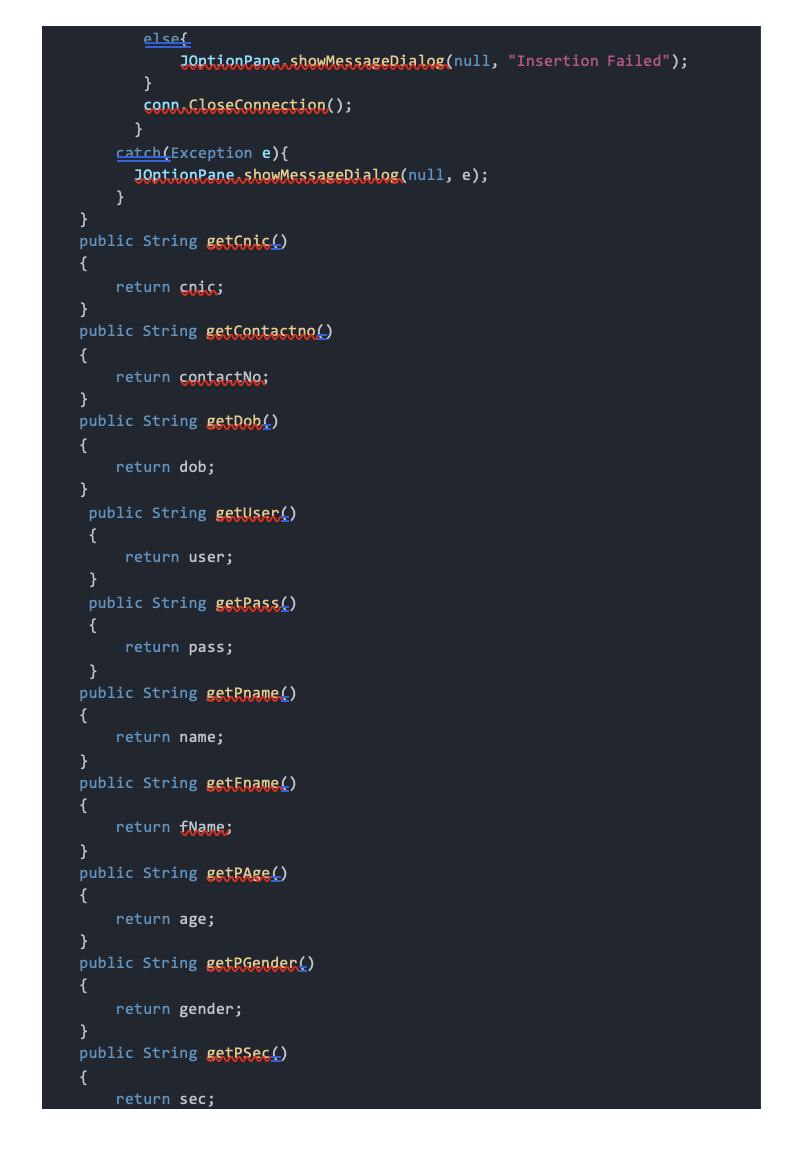 else{
JOptionPane.showMessageDialog(null, "Insertion Failed");
}
conn.CloseConnection();
}
catch(Exception e){
JOptionPane.showMessageDialog(null, e);
}
}
public String getCnic()
{
return cnic;
}
public String getContactno()
{
return contactNo;
}
public String getDob()
{
return dob;
}
public String getUser()
{
return user;
}
public String getPass()
{
return pass;
}
public String getPname()
{
return name;
}
public String getFname()
{
return fName;
}
public String getPAge()
{
return age;
}
public String getPGender()
{
return gender;
}
public String getPSec()
{
return sec;